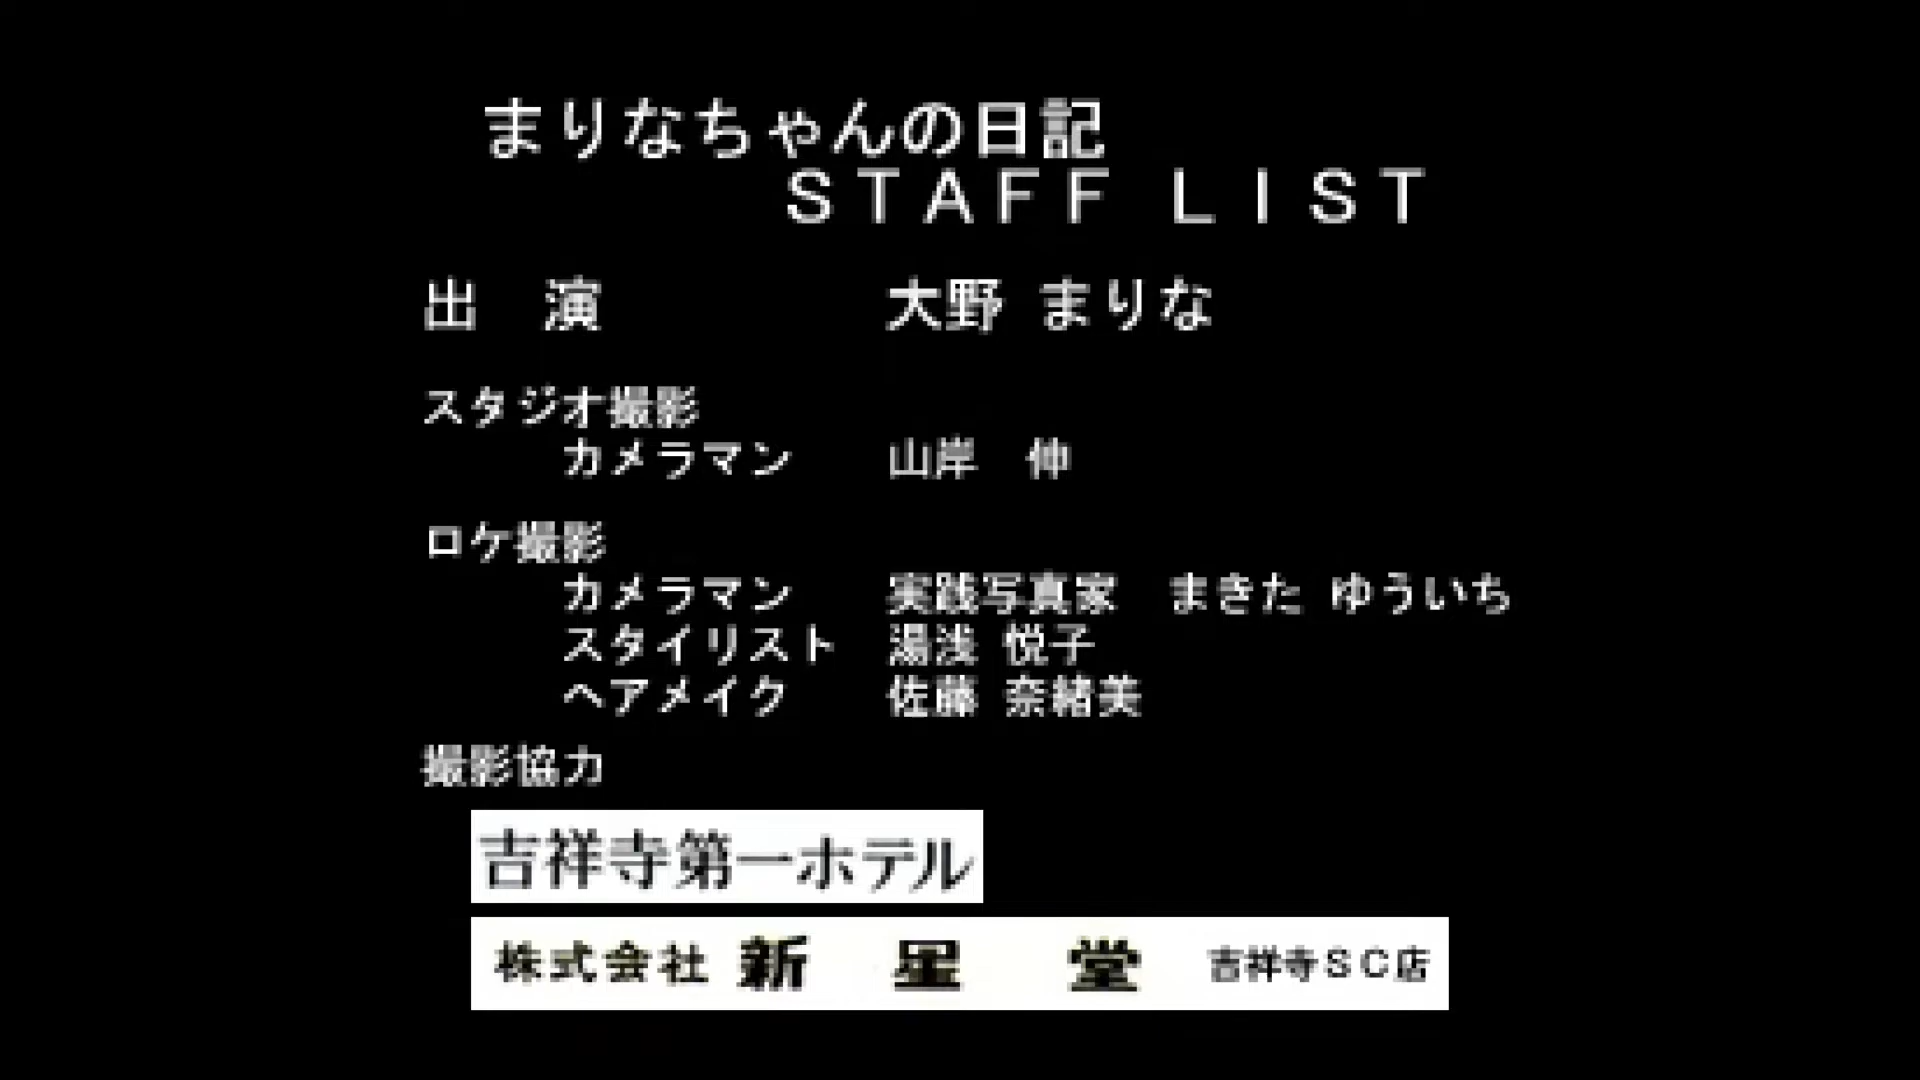 まりなちゃんの日記
ＳＴＡＦＦ ＬＩＳＴ
出　演　大野 まりな
スタジオ撮影
カメラマン　山岸　伸
ロケ撮影
カメラマン　実践写真家　まきた ゆういち
スタイリスト　湯浅 悦子
ヘアメイク　佐藤 奈緒美
撮影協力
吉祥寺第一ホテル
株式会社 新 星 堂 吉祥寺ＳＣ店